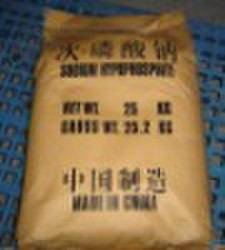 次磷酸钠
SODIUM HYPOPHOSPHITE
NET WT. 25 KG
GROSS WT. 25.2 KG
中国制造
MADE IN CHINA